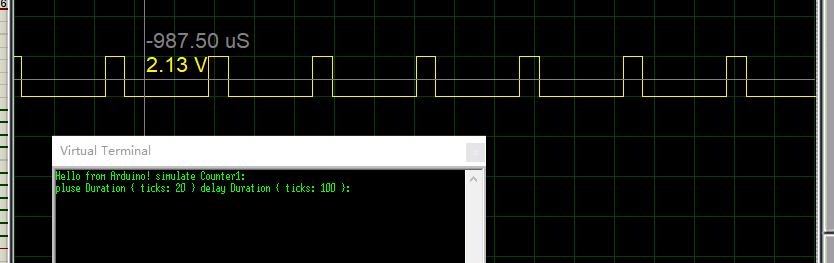 -987.50 uS
2.13 V
Virtual Terminal
Hello from Arduino! simulate Counter1:
pluse Duration { ticks: 20 } delay Duration { ticks: 100 }: